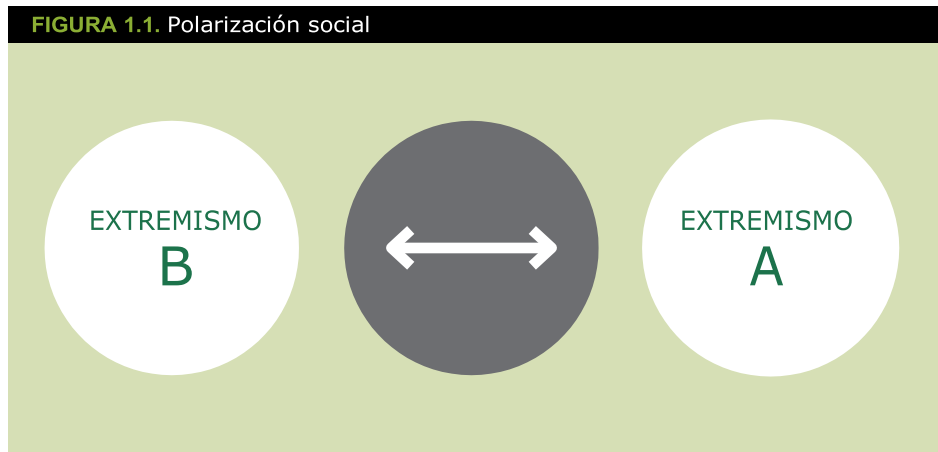 FIGURA 1.1. Polarización social
EXTREMISMO
B
EXTREMISMO
A